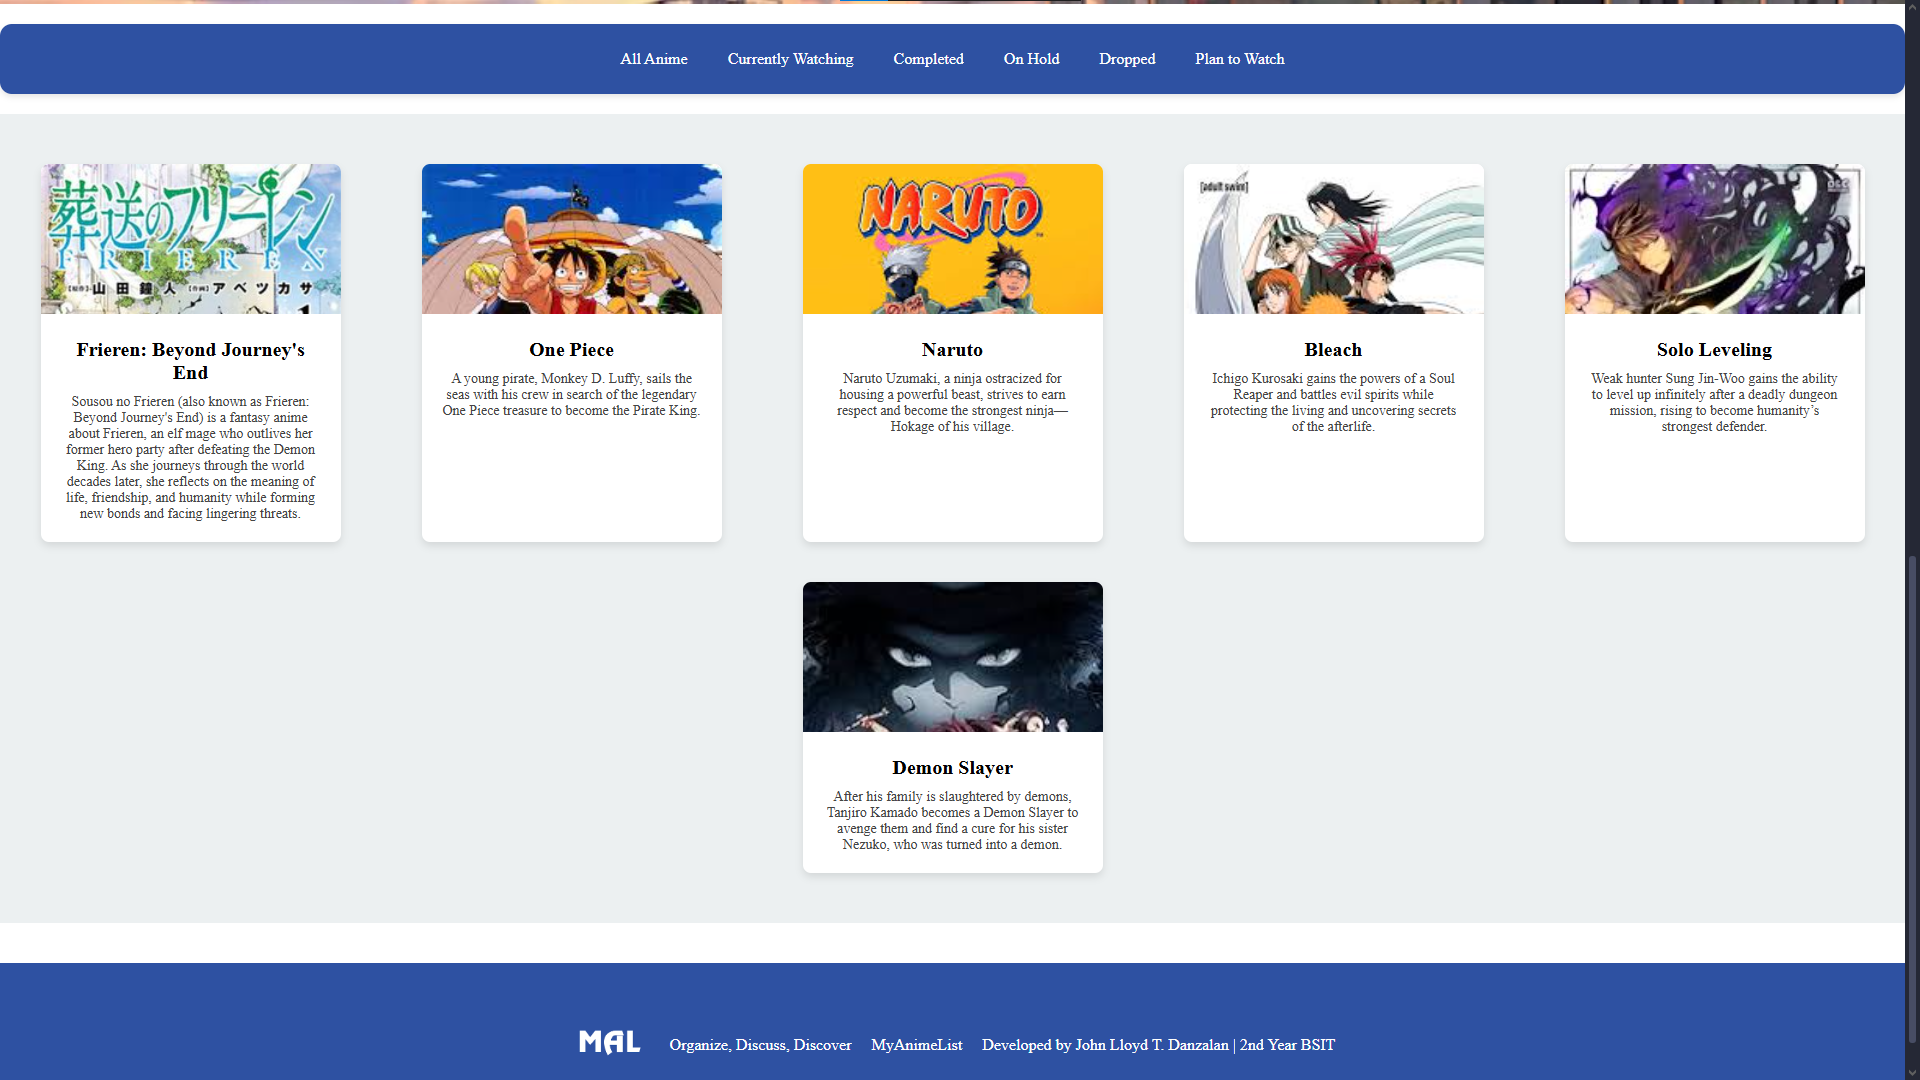 All Anime Currently Watching Completed On Hold Dropped Plan to Watch
葬送のフリーレン
FRIEREN
山田鐘人 アベツカサ
Frieren: Beyond Journey's
End
Sousou no Frieren (also known as Frieren:
Beyond Journey's End) is a fantasy anime
about Frieren, an elf mage who outlives her
former hero party after defeating the Demon
King. As she journeys through the world
decades later, she reflects on the meaning of
life, friendship, and humanity while forming
new bonds and facing lingering threats.
One Piece
A young pirate, Monkey D. Luffy, sails the
seas with his crew in search of the legendary
One Piece treasure to become the Pirate King.
NARUTO
Naruto
Naruto Uzumaki, a ninja ostracized for
housing a powerful beast, strives to earn
respect and become the strongest ninja—
Hokage of his village.
[adult swim]
Bleach
Ichigo Kurosaki gains the powers of a Soul
Reaper and battles evil spirits while
protecting the living and uncovering secrets
of the afterlife.
Solo Leveling
Weak hunter Sung Jin-Woo gains the ability
to level up infinitely after a deadly dungeon
mission, rising to become humanity’s
strongest defender.
Demon Slayer
After his family is slaughtered by demons,
Tanjiro Kamado becomes a Demon Slayer to
avenge them and find a cure for his sister
Nezuko, who was turned into a demon.
MAL Organize, Discuss, Discover MyAnimeList Developed by John Lloyd T. Danzalan | 2nd Year BSIT